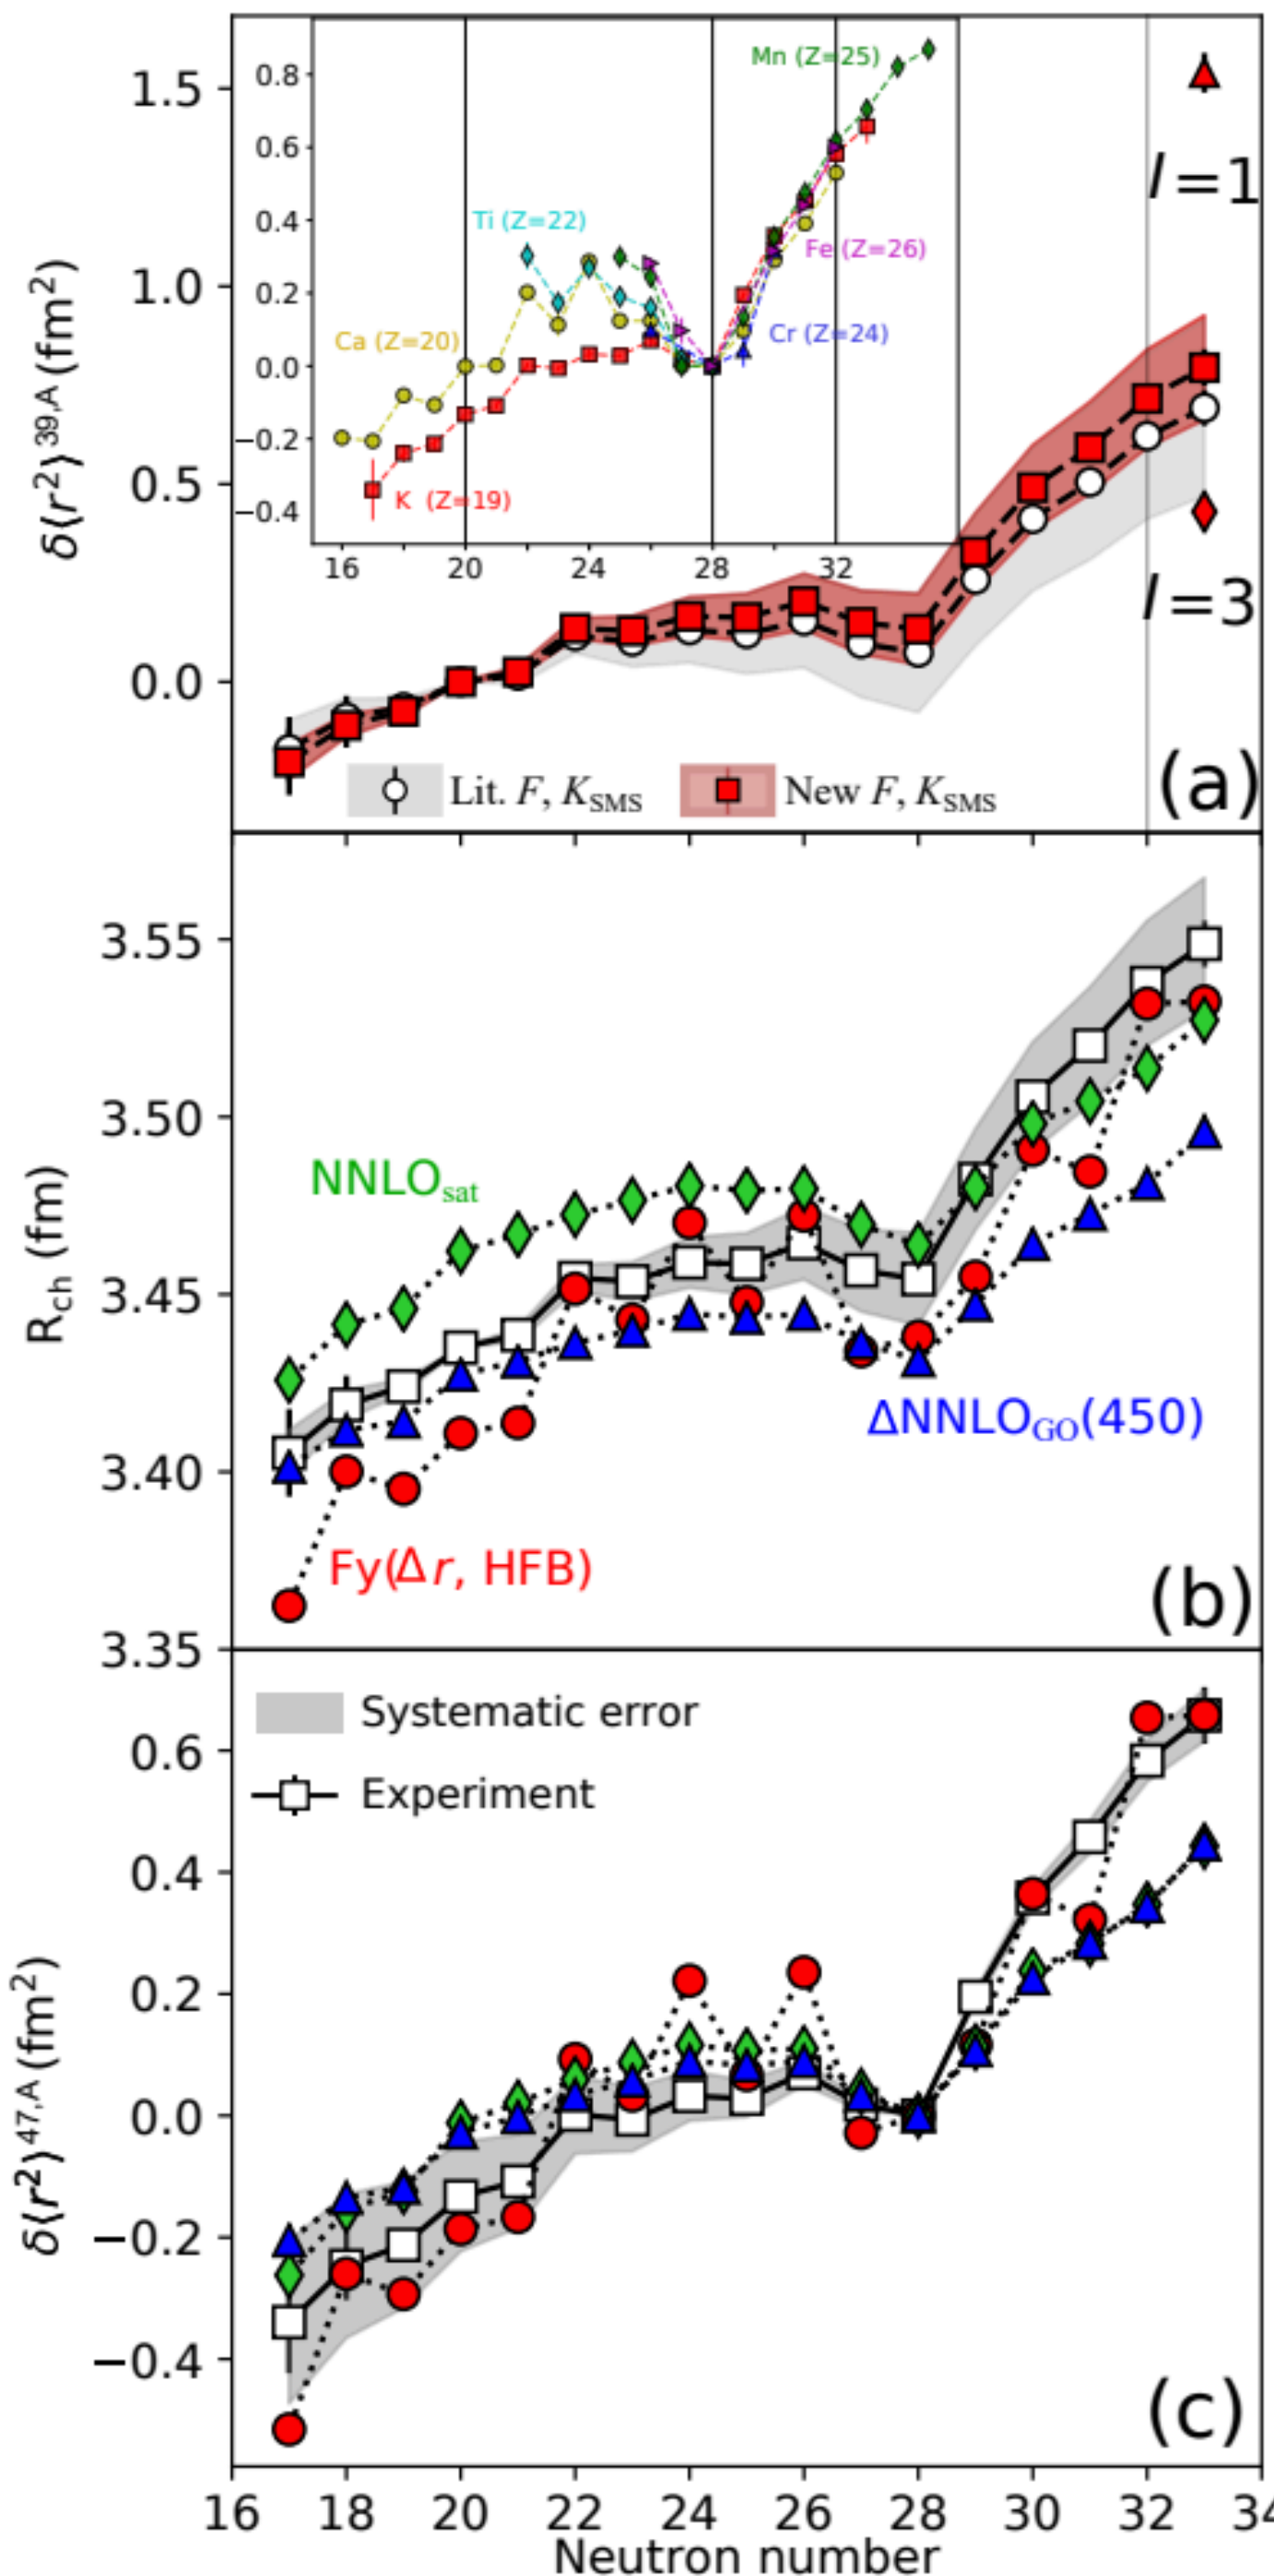 δ⟨r²⟩³⁹,ᴬ (fm²)
1.5
1.0
0.5
0.0
0.8
0.6
0.4
0.2
0.0
−0.2
−0.4
16 20 24 28 32
Mn (Z=25)
Ti (Z=22)
Fe (Z=26)
Ca (Z=20)
Cr (Z=24)
K (Z=19)
l=1
l=3
Lit. F, K_SMS
New F, K_SMS
(a)
R_ch (fm)
3.55
3.50
3.45
3.40
3.35
NNLO_sat
ΔNNLO_GO(450)
Fy(Δr, HFB)
(b)
δ⟨r²⟩⁴⁷,ᴬ (fm²)
0.6
0.4
0.2
0.0
−0.2
−0.4
Systematic error
Experiment
(c)
16 18 20 22 24 26 28 30 32 34
Neutron number